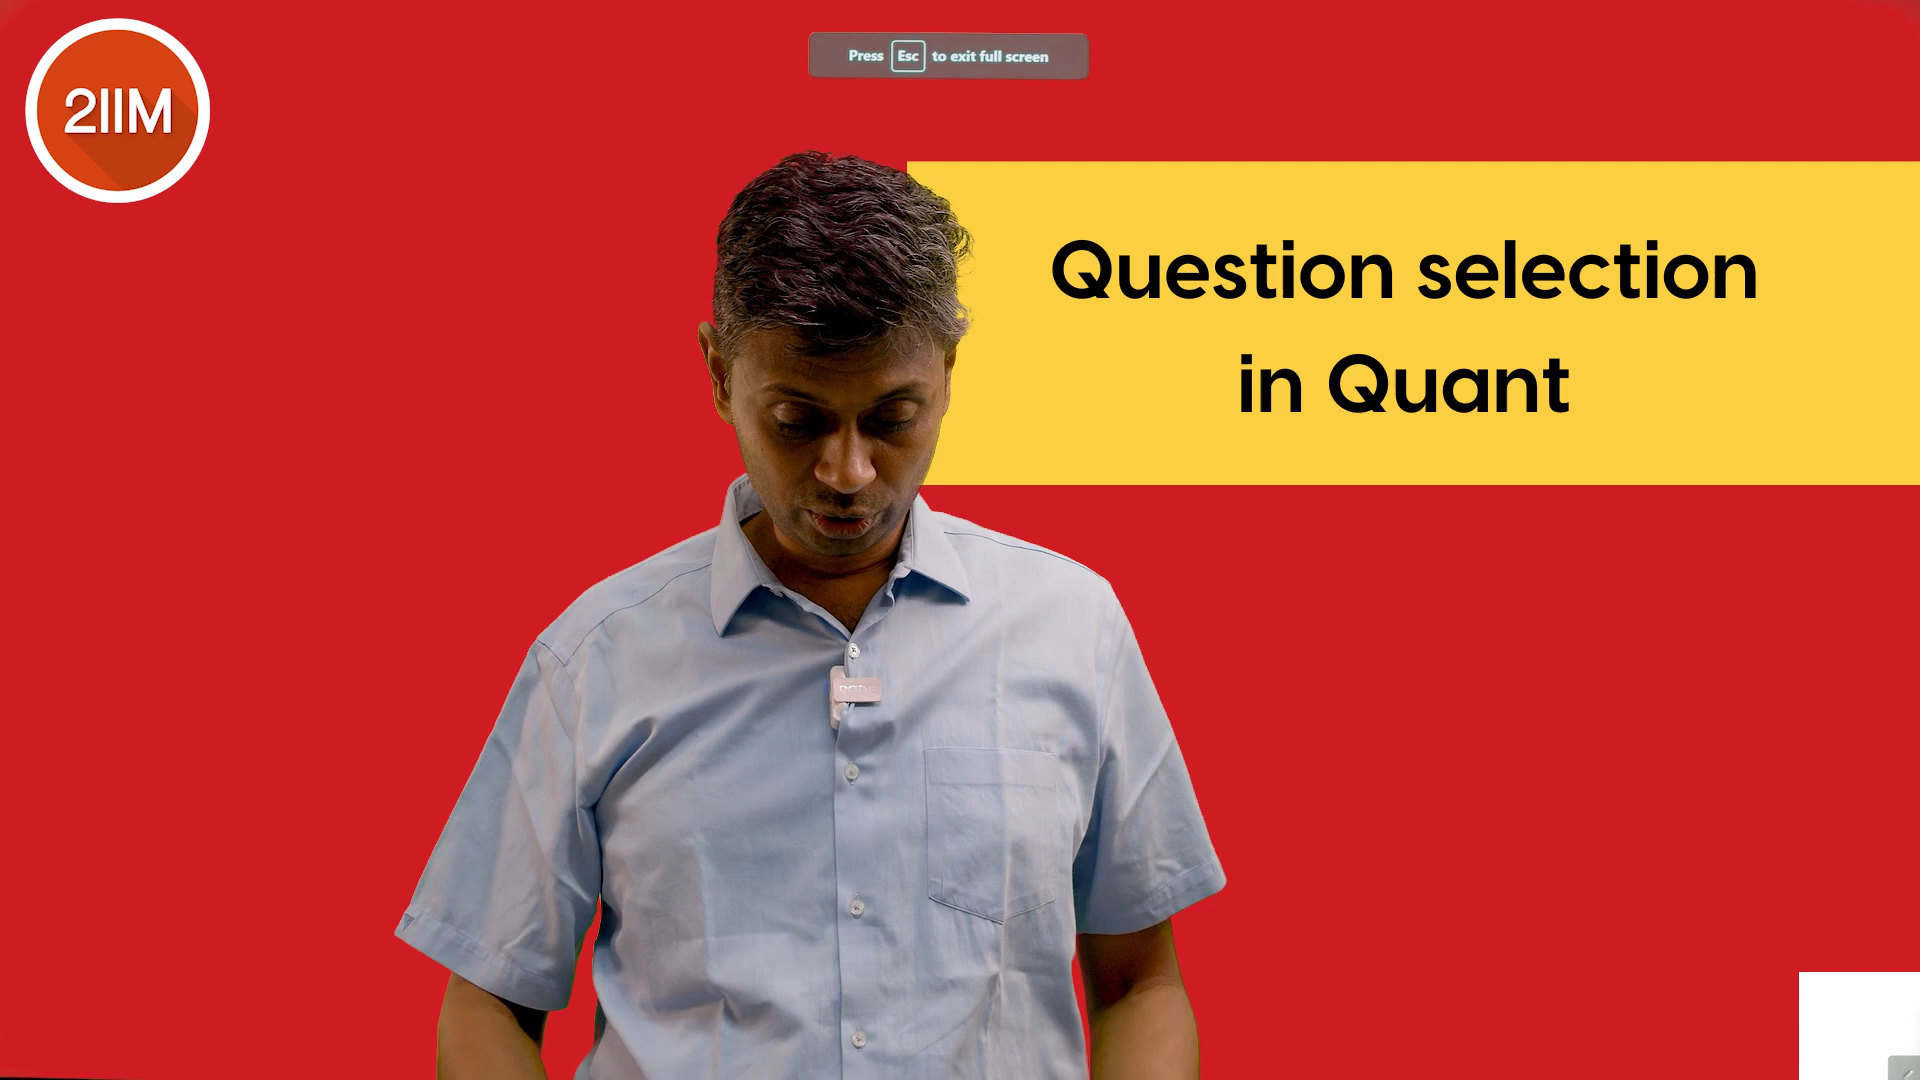 2IIM
Press Esc to exit full screen
Question selection
in Quant